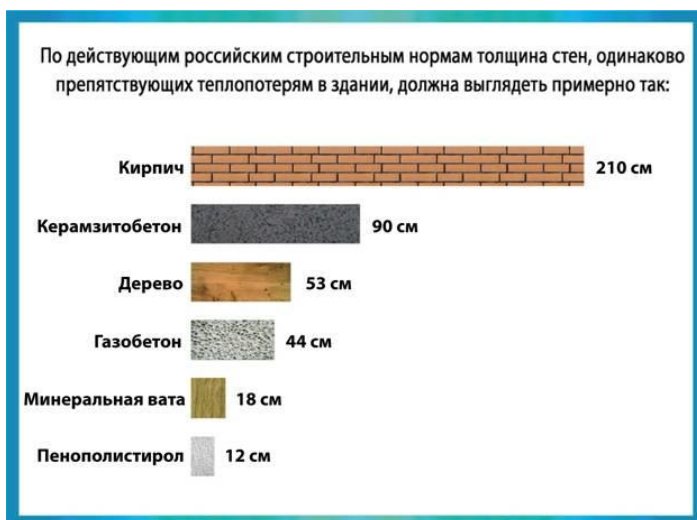 По действующим российским строительным нормам толщина стен, одинаково
препятствующих теплопотерям в здании, должна выглядеть примерно так:
Кирпич 210 см
Керамзитобетон 90 см
Дерево 53 см
Газобетон 44 см
Минеральная вата 18 см
Пенополистирол 12 см